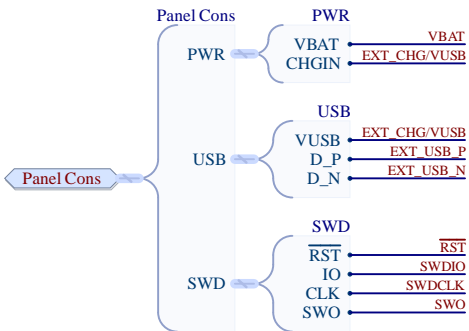 Panel Cons
PWR
PWR
VBAT
VBAT
CHGIN
EXT_CHG/VUSB
USB
USB
VUSB
EXT_CHG/VUSB
D_P
EXT_USB_P
D_N
EXT_USB_N
Panel Cons
SWD
SWD
RST
RST
IO
SWDIO
CLK
SWDCLK
SWO
SWO